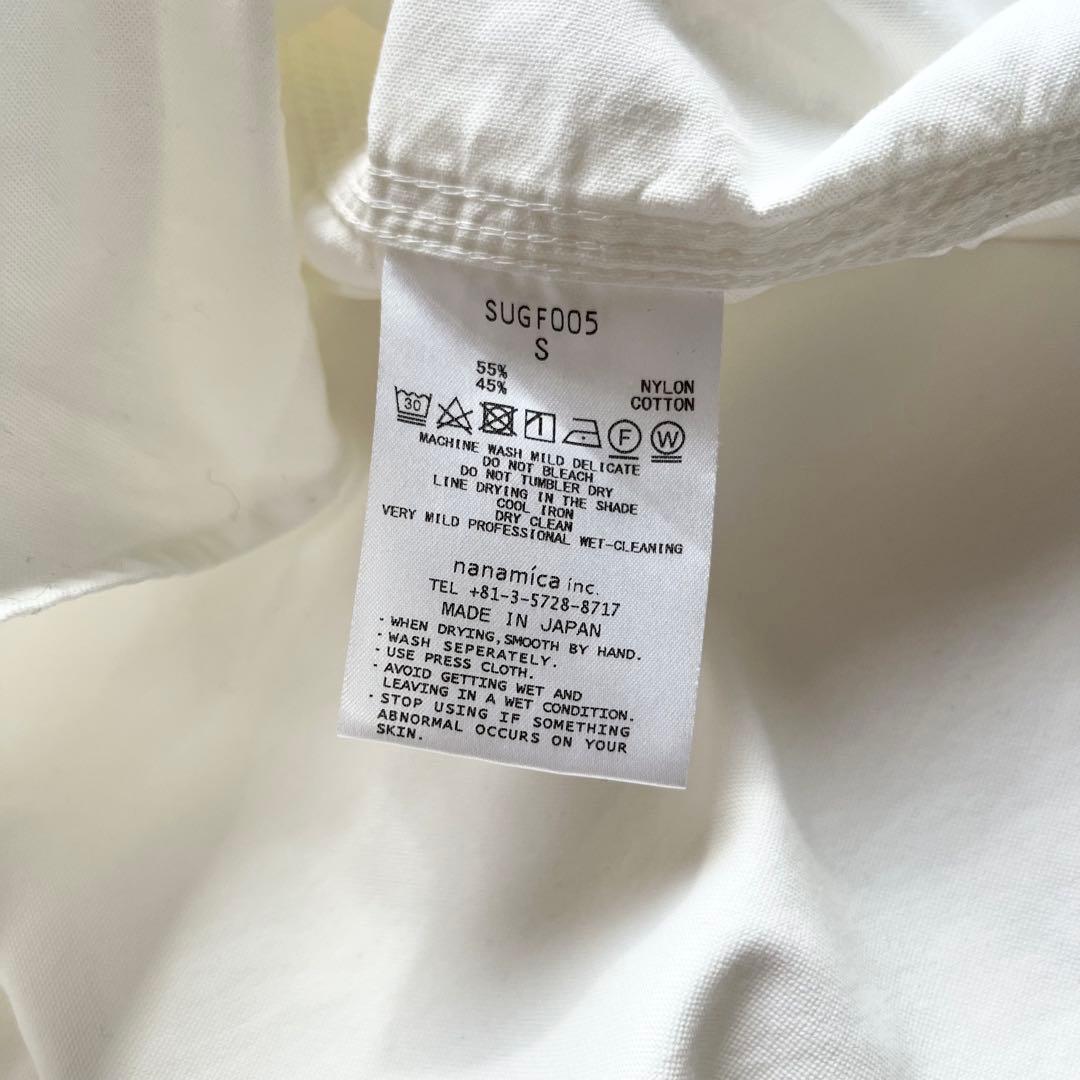 SUGF005
S
55% NYLON
45% COTTON
30 F W
MACHINE WASH MILD DELICATE
DO NOT BLEACH
DO NOT TUMBLER DRY
LINE DRYING IN THE SHADE
COOL IRON
DRY CLEAN
VERY MILD PROFESSIONAL WET-CLEANING
nanamica inc.
TEL +81-3-5728-8717
MADE IN JAPAN
・WHEN DRYING,SMOOTH BY HAND.
・WASH SEPERATELY.
・USE PRESS CLOTH.
・AVOID GETTING WET AND
LEAVING IN A WET CONDITION.
・STOP USING IF SOMETHING
ABNORMAL OCCURS ON YOUR
SKIN.